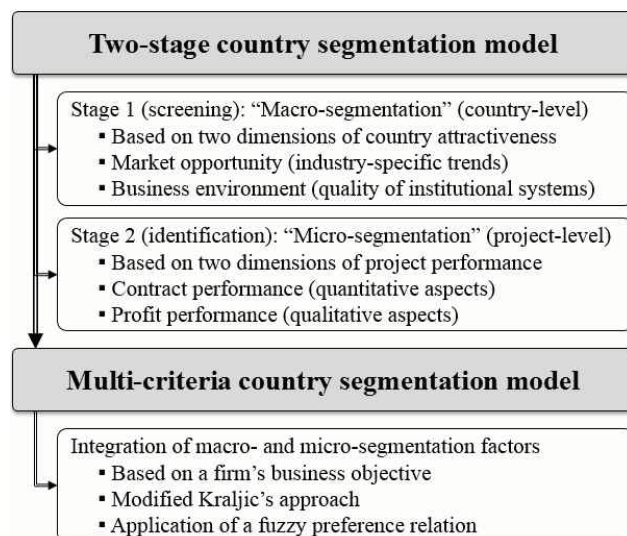 Two-stage country segmentation model
Stage 1 (screening): “Macro-segmentation” (country-level)
▪ Based on two dimensions of country attractiveness
▪ Market opportunity (industry-specific trends)
▪ Business environment (quality of institutional systems)
Stage 2 (identification): “Micro-segmentation” (project-level)
▪ Based on two dimensions of project performance
▪ Contract performance (quantitative aspects)
▪ Profit performance (qualitative aspects)
Multi-criteria country segmentation model
Integration of macro- and micro-segmentation factors
▪ Based on a firm’s business objective
▪ Modified Kraljic’s approach
▪ Application of a fuzzy preference relation